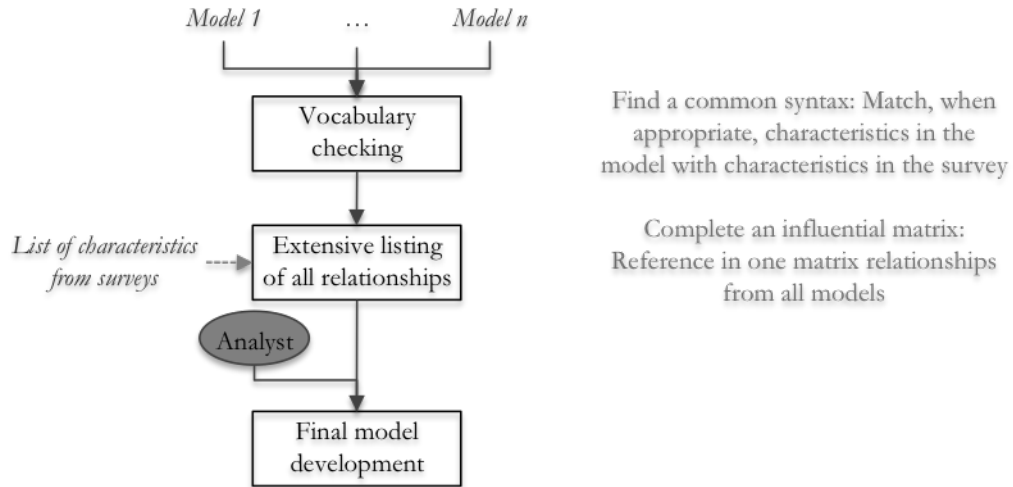 Model 1
…
Model n
Vocabulary
checking
Find a common syntax: Match, when
appropriate, characteristics in the
model with characteristics in the survey
List of characteristics
from surveys
Extensive listing
of all relationships
Complete an influential matrix:
Reference in one matrix relationships
from all models
Analyst
Final model
development